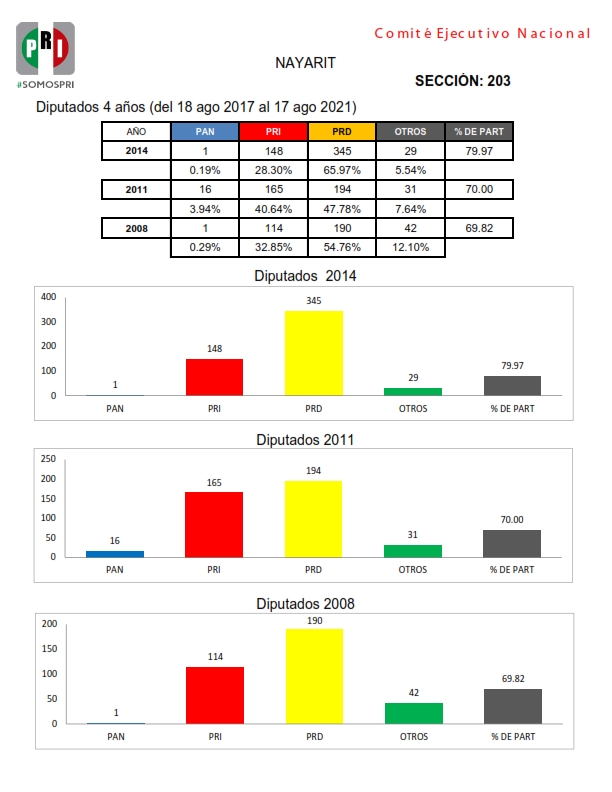 Comité Ejecutivo Nacional
PRI
#SOMOSPRI
NAYARIT
SECCIÓN: 203
Diputados 4 años (del 18 ago 2017 al 17 ago 2021)
AÑO PAN PRI PRD OTROS % DE PART
2014 1 148 345 29 79.97
0.19% 28.30% 65.97% 5.54%
2011 16 165 194 31 70.00
3.94% 40.64% 47.78% 7.64%
2008 1 114 190 42 69.82
0.29% 32.85% 54.76% 12.10%
Diputados 2014
400
300
200
100
0
1 148 345 29 79.97
PAN PRI PRD OTROS % DE PART
Diputados 2011
250
200
150
100
50
0
16 165 194 31 70.00
PAN PRI PRD OTROS % DE PART
Diputados 2008
200
150
100
50
0
1 114 190 42 69.82
PAN PRI PRD OTROS % DE PART